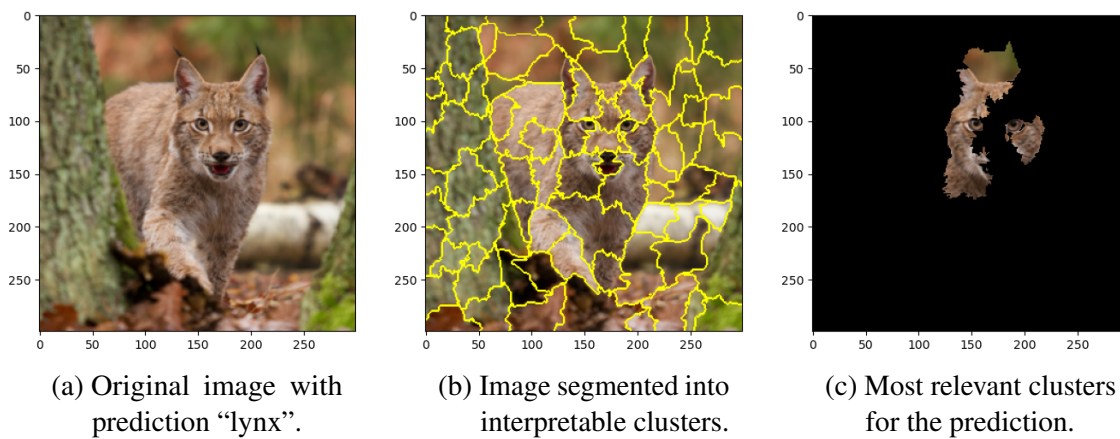 0
50
100
150
200
250
0 50 100 150 200 250
0
50
100
150
200
250
0 50 100 150 200 250
0
50
100
150
200
250
0 50 100 150 200 250
(a) Original image with
prediction “lynx”.
(b) Image segmented into
interpretable clusters.
(c) Most relevant clusters
for the prediction.